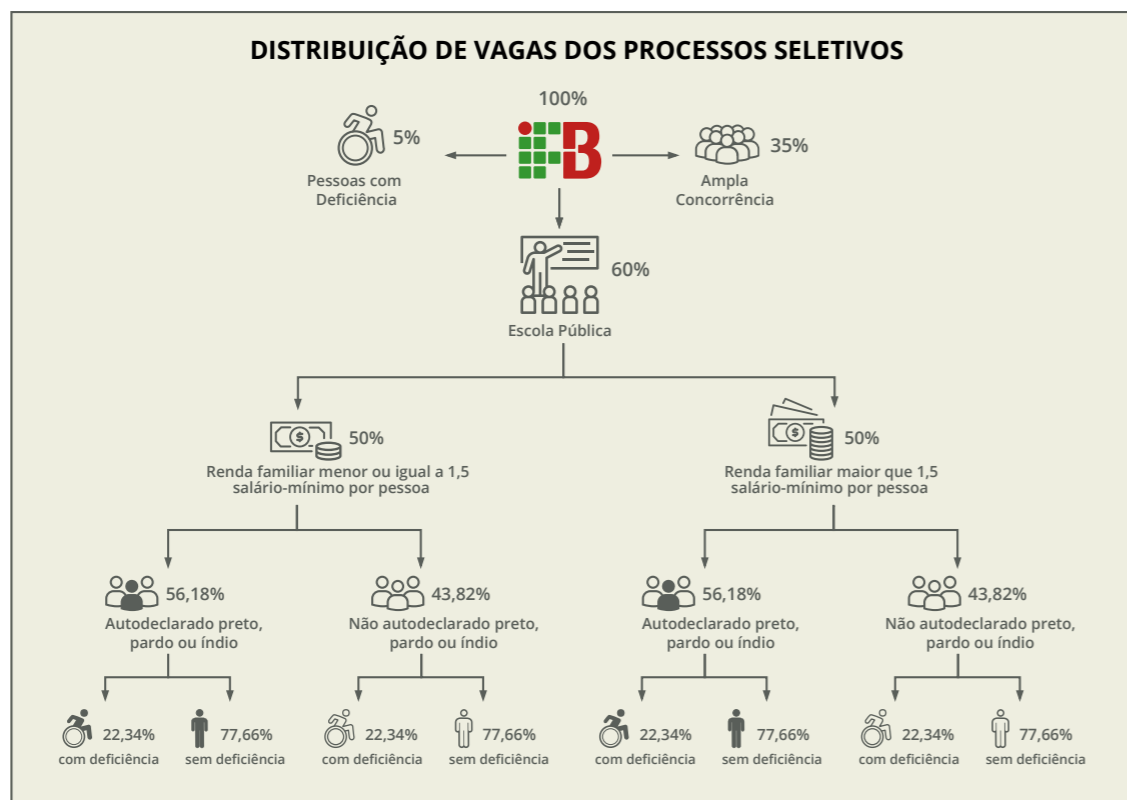 DISTRIBUIÇÃO DE VAGAS DOS PROCESSOS SELETIVOS
100%
IFB
5%
Pessoas com
Deficiência
35%
Ampla
Concorrência
60%
Escola Pública
50%
Renda familiar menor ou igual a 1,5
salário-mínimo por pessoa
50%
Renda familiar maior que 1,5
salário-mínimo por pessoa
56,18%
Autodeclarado preto,
pardo ou índio
43,82%
Não autodeclarado preto,
pardo ou índio
56,18%
Autodeclarado preto,
pardo ou índio
43,82%
Não autodeclarado preto,
pardo ou índio
22,34%
com deficiência
77,66%
sem deficiência
22,34%
com deficiência
77,66%
sem deficiência
22,34%
com deficiência
77,66%
sem deficiência
22,34%
com deficiência
77,66%
sem deficiência